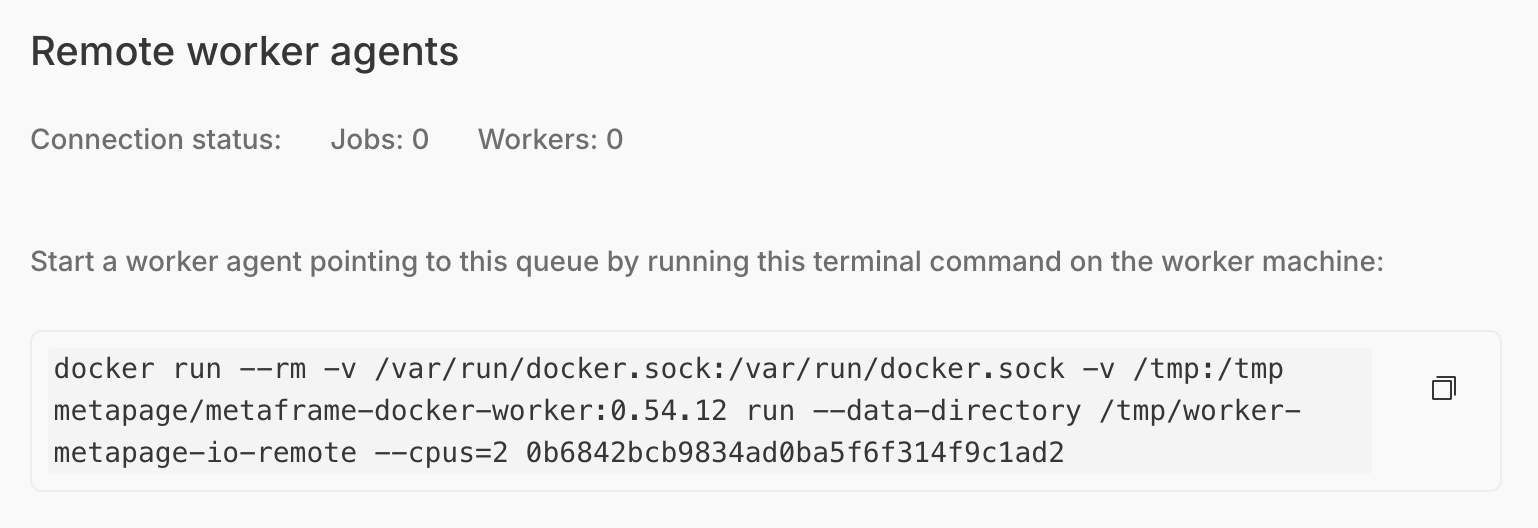 Remote worker agents
Connection status: Jobs: 0 Workers: 0
Start a worker agent pointing to this queue by running this terminal command on the worker machine:
docker run --rm -v /var/run/docker.sock:/var/run/docker.sock -v /tmp:/tmp
metapage/metaframe-docker-worker:0.54.12 run --data-directory /tmp/worker-
metapage-io-remote --cpus=2 0b6842bcb9834ad0ba5f6f314f9c1ad2